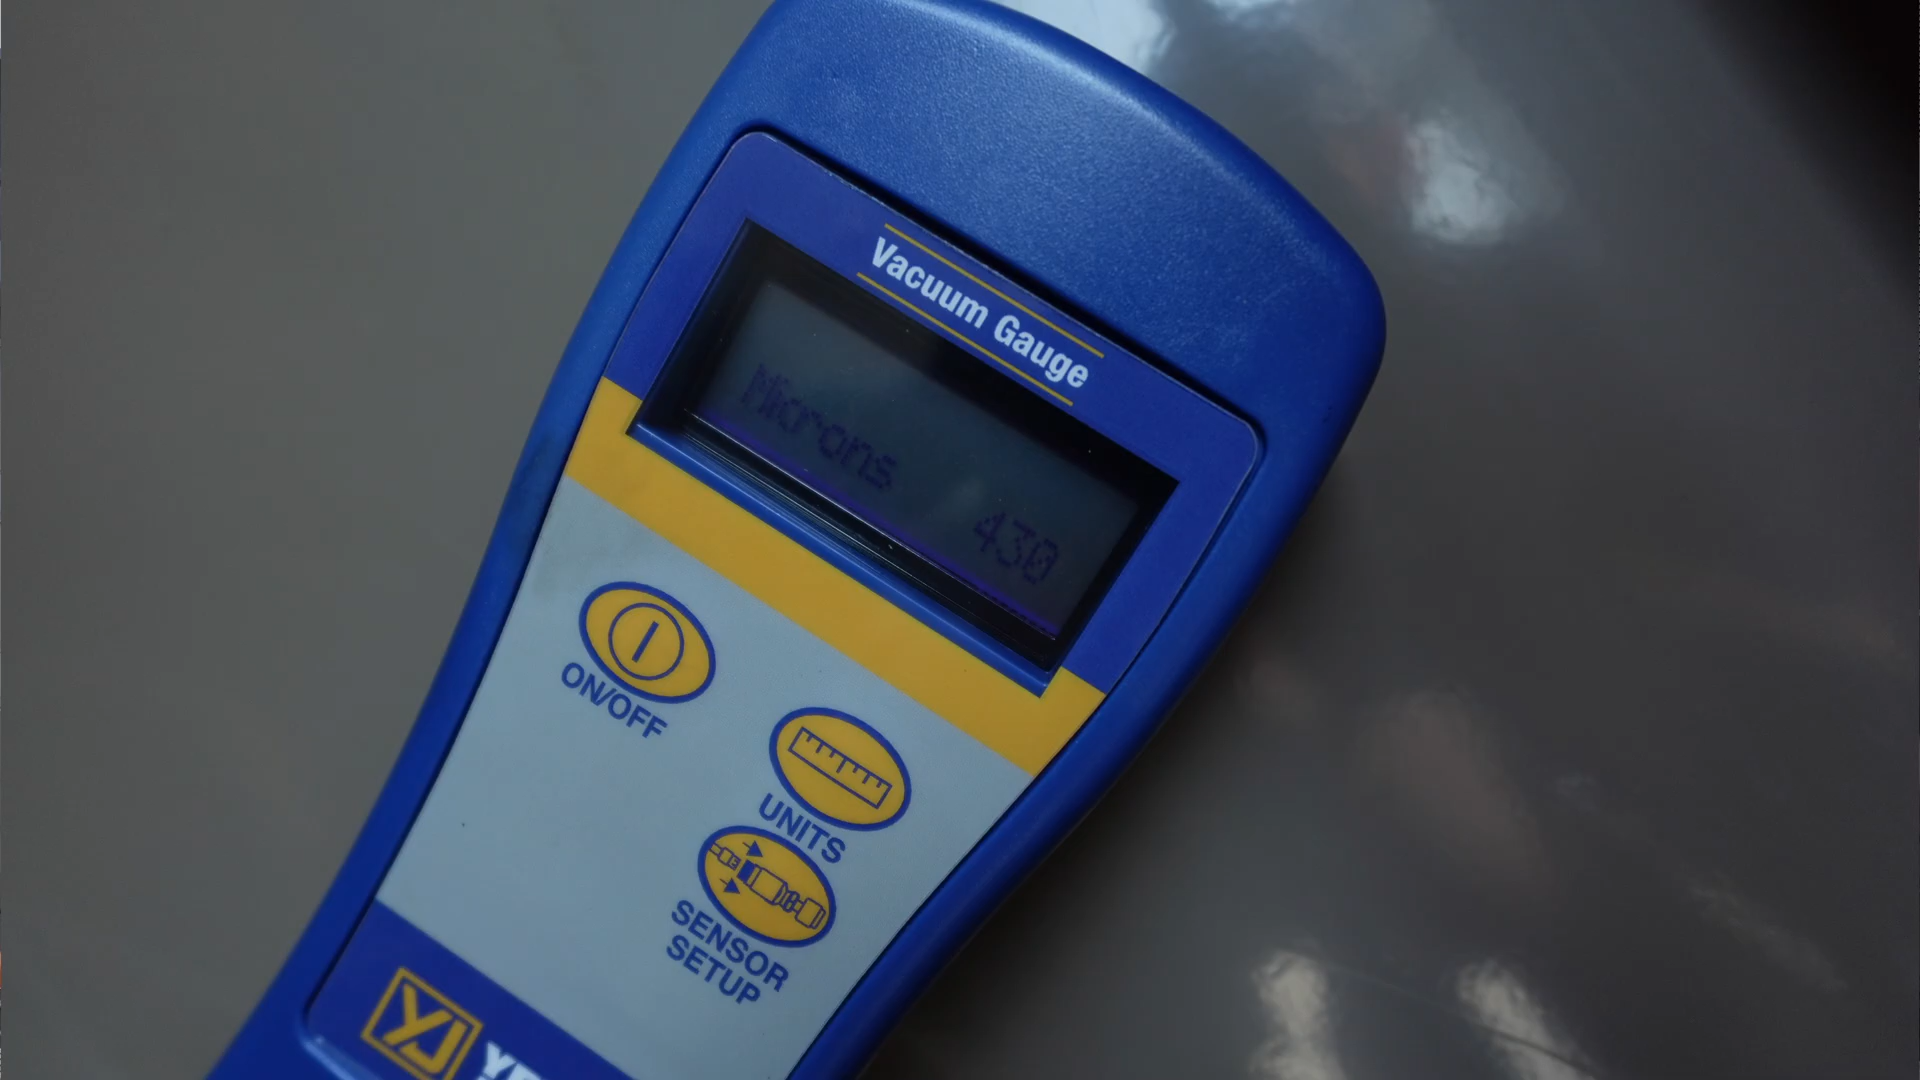 Vacuum Gauge
Microns
430
ON/OFF
UNITS
SENSOR
SETUP
YJ